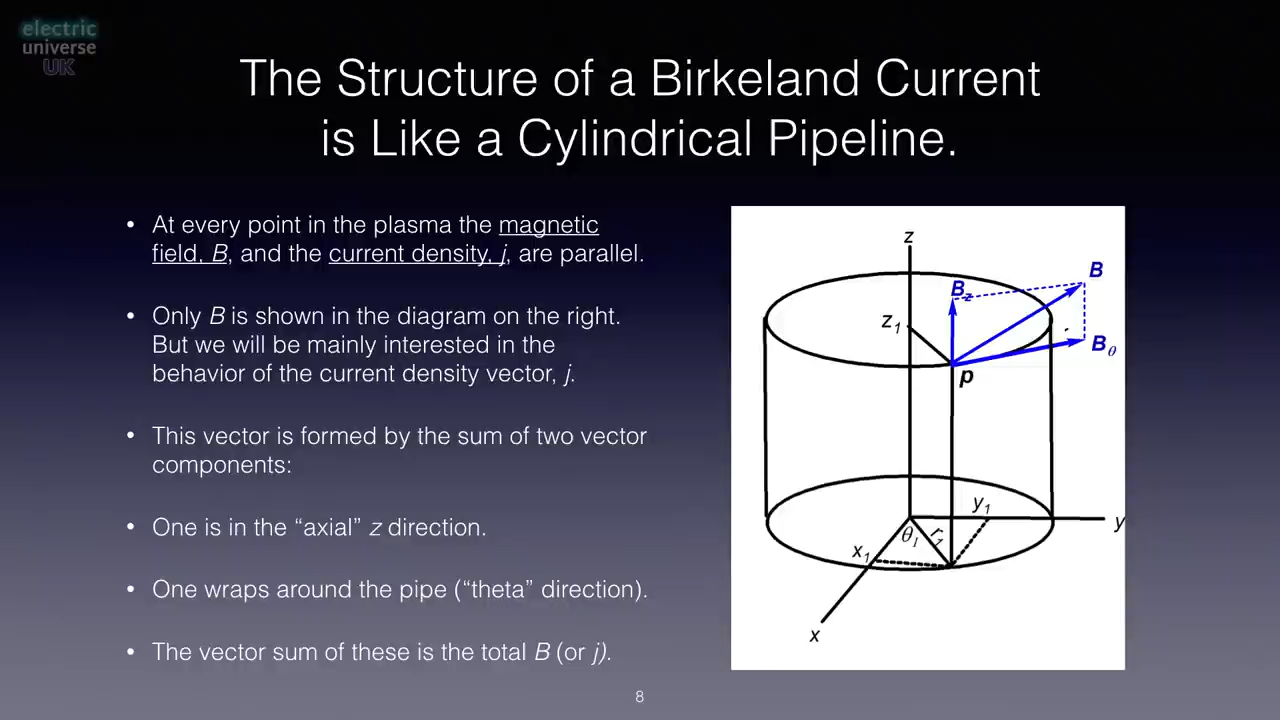 electric
universe
UK
The Structure of a Birkeland Current
is Like a Cylindrical Pipeline.
• At every point in the plasma the magnetic
field, B, and the current density, j, are parallel.
• Only B is shown in the diagram on the right.
But we will be mainly interested in the
behavior of the current density vector, j.
• This vector is formed by the sum of two vector
components:
• One is in the “axial” z direction.
• One wraps around the pipe (“theta” direction).
• The vector sum of these is the total B (or j).
z
B
Bz
z1
Bθ
p
y1
y
θ1
r1
x1
x
8